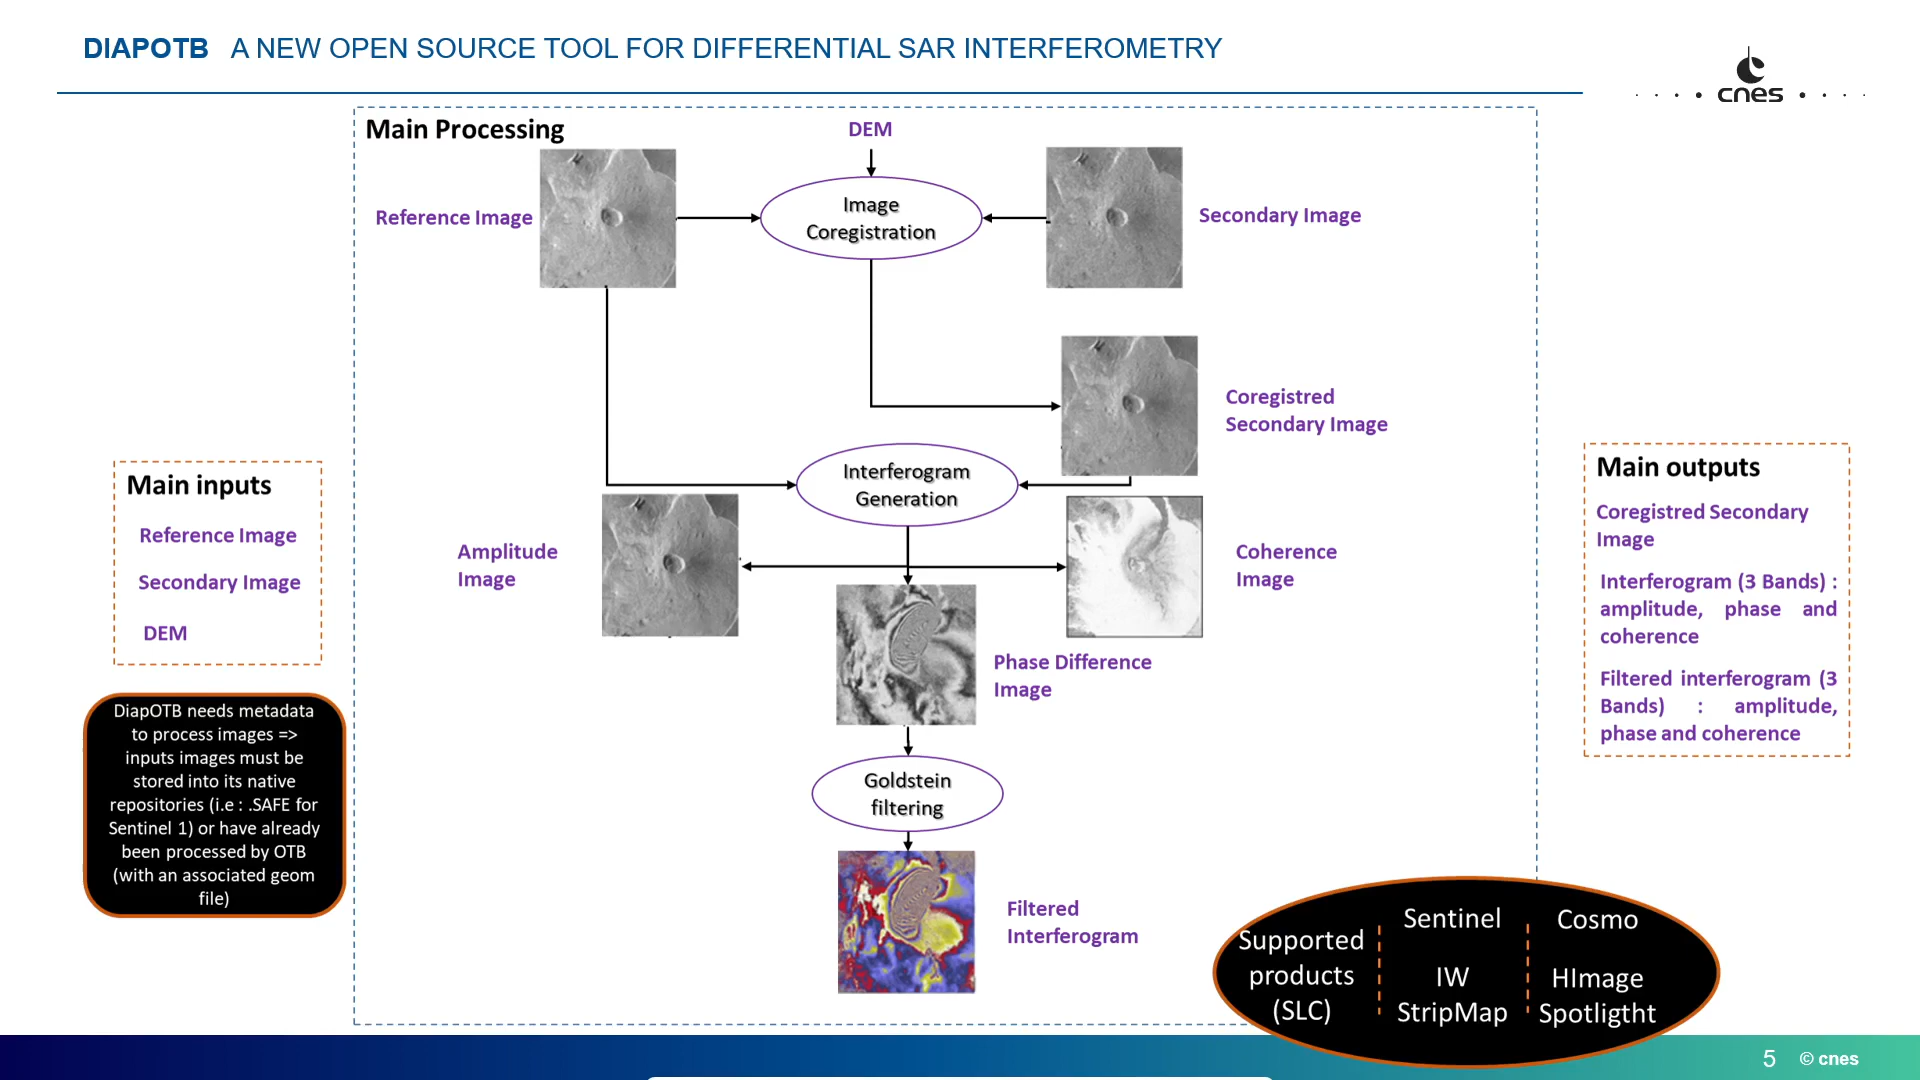 DIAPOTB A NEW OPEN SOURCE TOOL FOR DIFFERENTIAL SAR INTERFEROMETRY
cnes
Main Processing
DEM
Reference Image
Image
Coregistration
Secondary Image
Coregistred
Secondary Image
Interferogram
Generation
Amplitude
Image
Coherence
Image
Phase Difference
Image
Goldstein
filtering
Filtered
Interferogram
Main inputs
Reference Image
Secondary Image
DEM
DiapOTB needs metadata
to process images =>
inputs images must be
stored into its native
repositories (i.e : .SAFE for
Sentinel 1) or have already
been processed by OTB
(with an associated geom
file)
Main outputs
Coregistred Secondary
Image
Interferogram (3 Bands) :
amplitude, phase and
coherence
Filtered interferogram (3
Bands) : amplitude,
phase and coherence
Supported
products
(SLC)
Sentinel
IW
StripMap
Cosmo
HImage
Spotligtht
5 © cnes